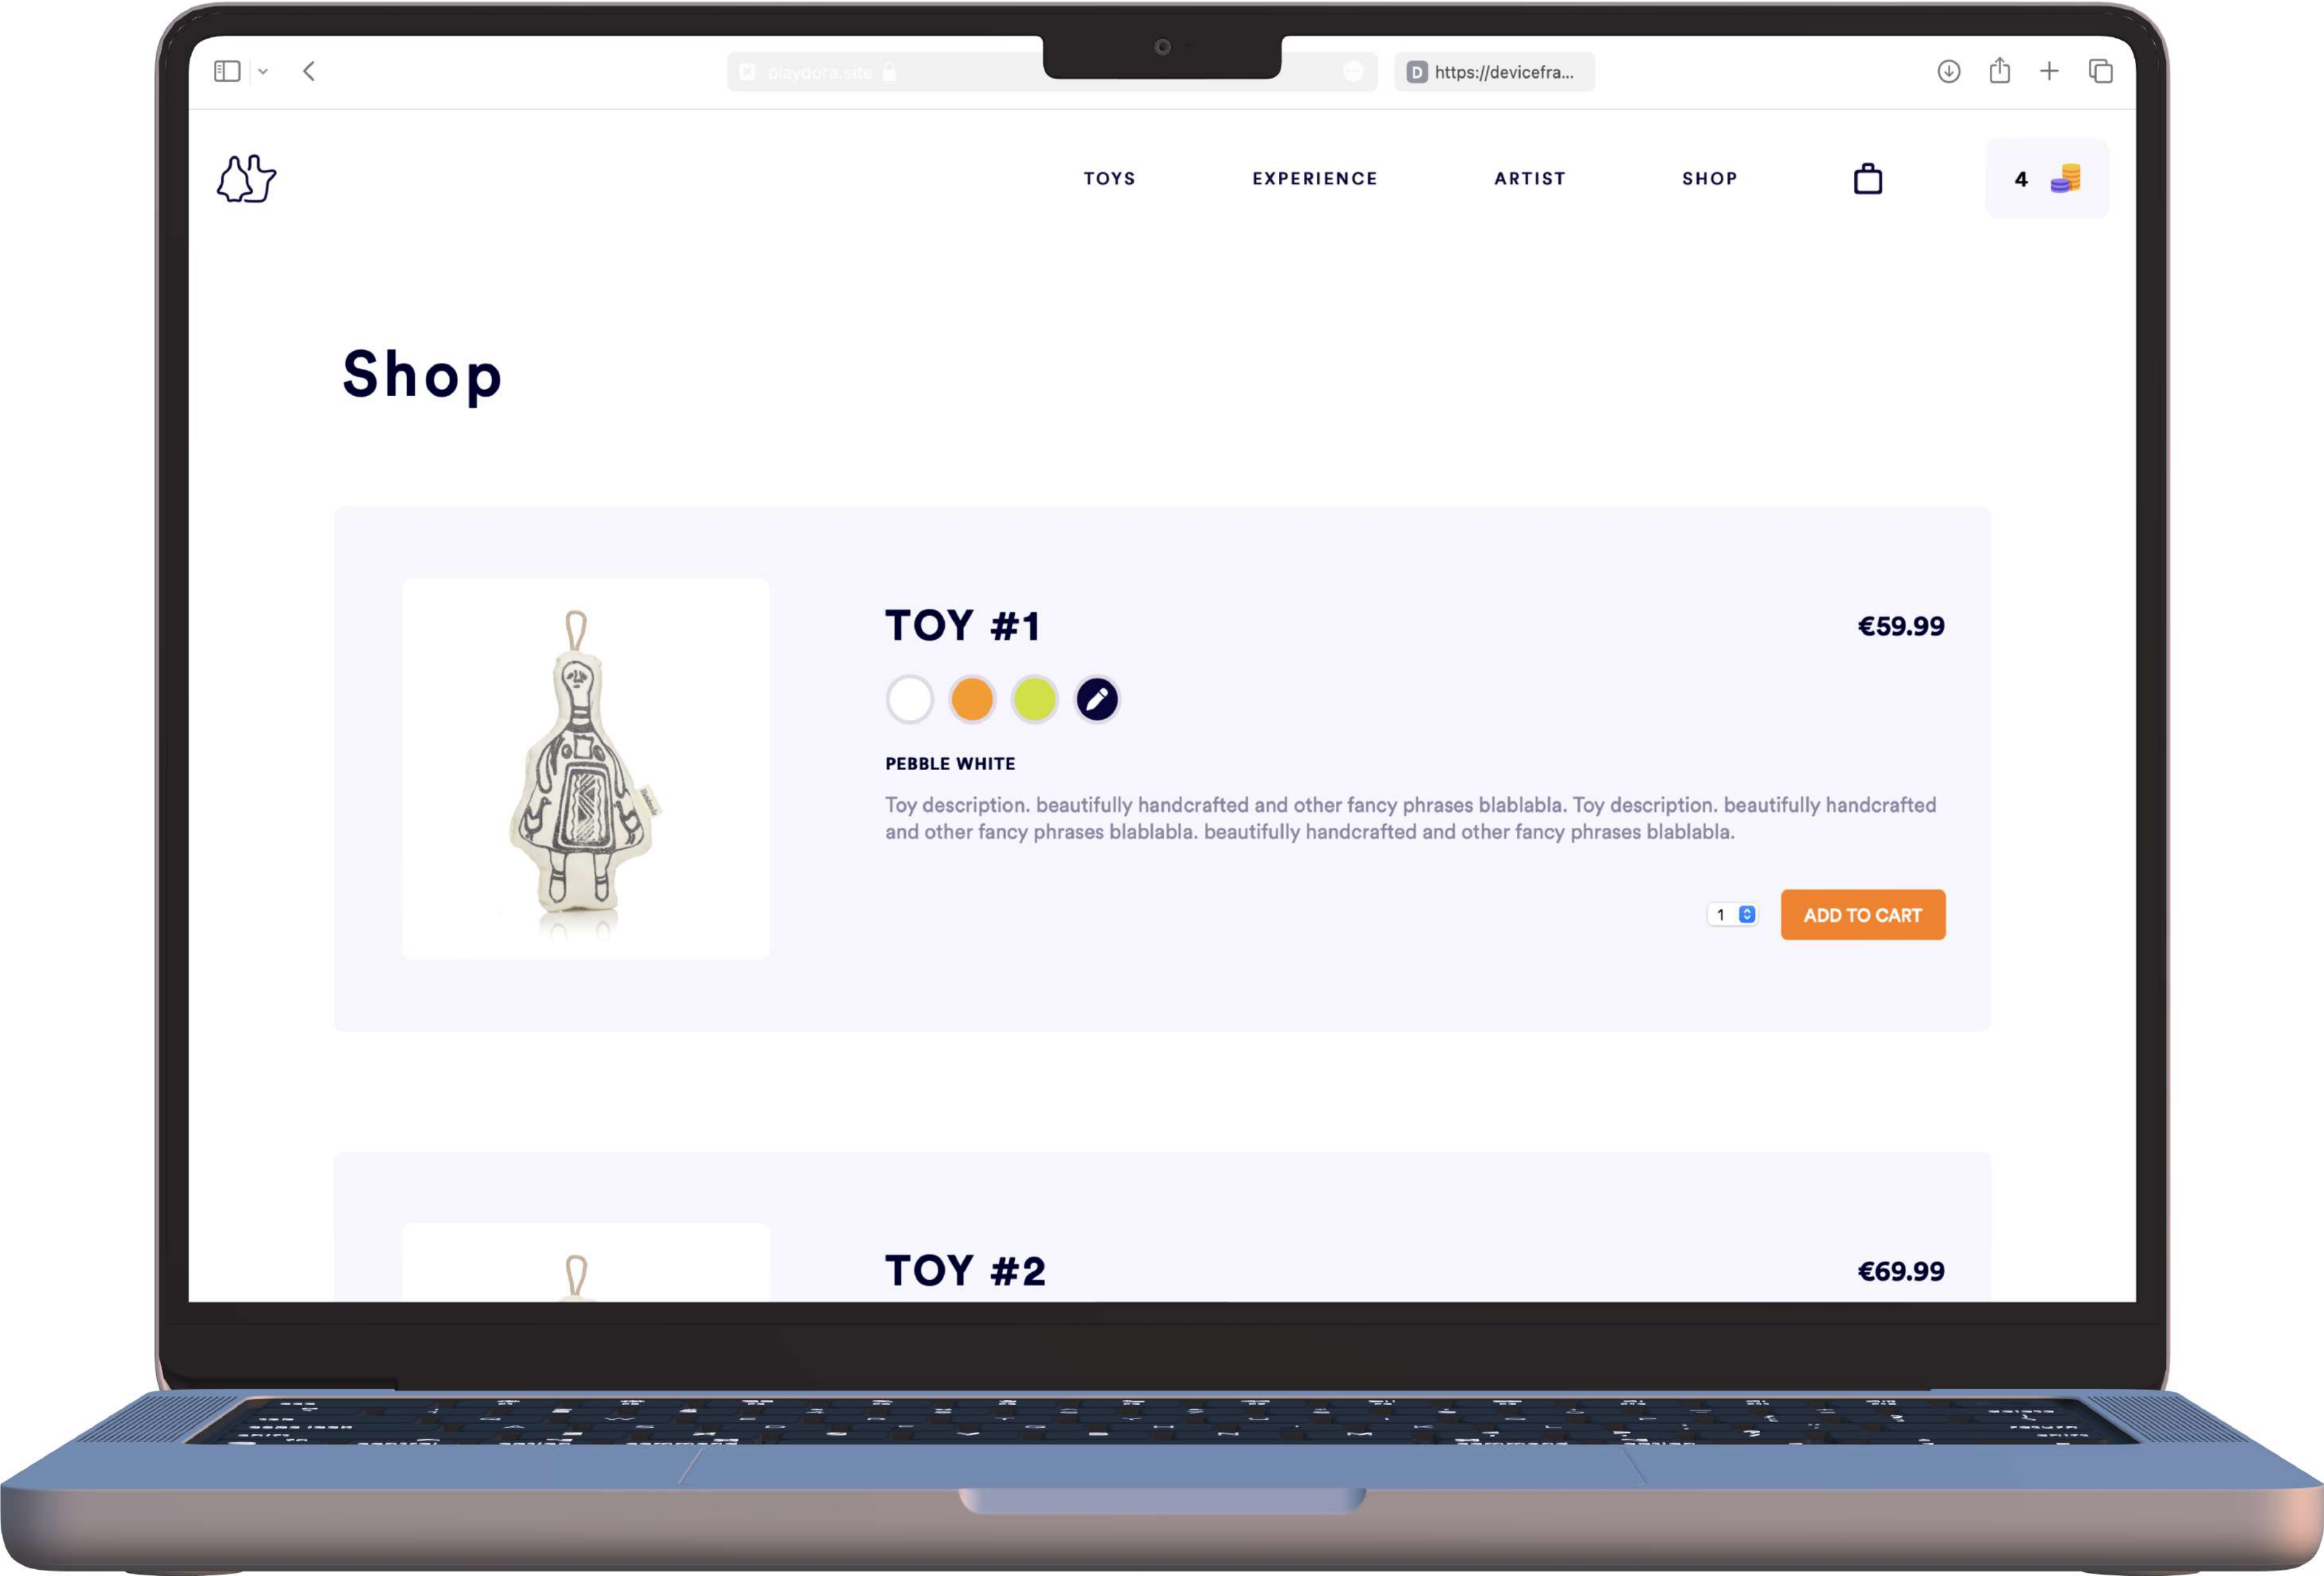 playdora.site
D https://devicefra...
TOYS EXPERIENCE ARTIST SHOP 4
Shop
TOY #1 €59.99
PEBBLE WHITE
Toy description. beautifully handcrafted and other fancy phrases blablabla. Toy description. beautifully handcrafted
and other fancy phrases blablabla. beautifully handcrafted and other fancy phrases blablabla.
1 ADD TO CART
TOY #2 €69.99